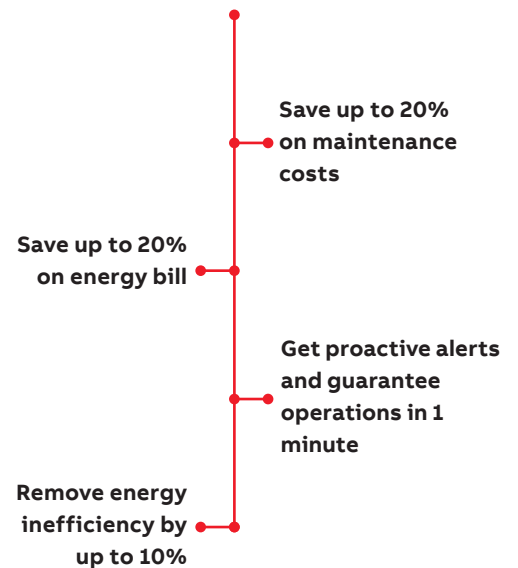 Save up to 20%
on maintenance
costs
Save up to 20%
on energy bill
Get proactive alerts
and guarantee
operations in 1
minute
Remove energy
inefficiency by
up to 10%